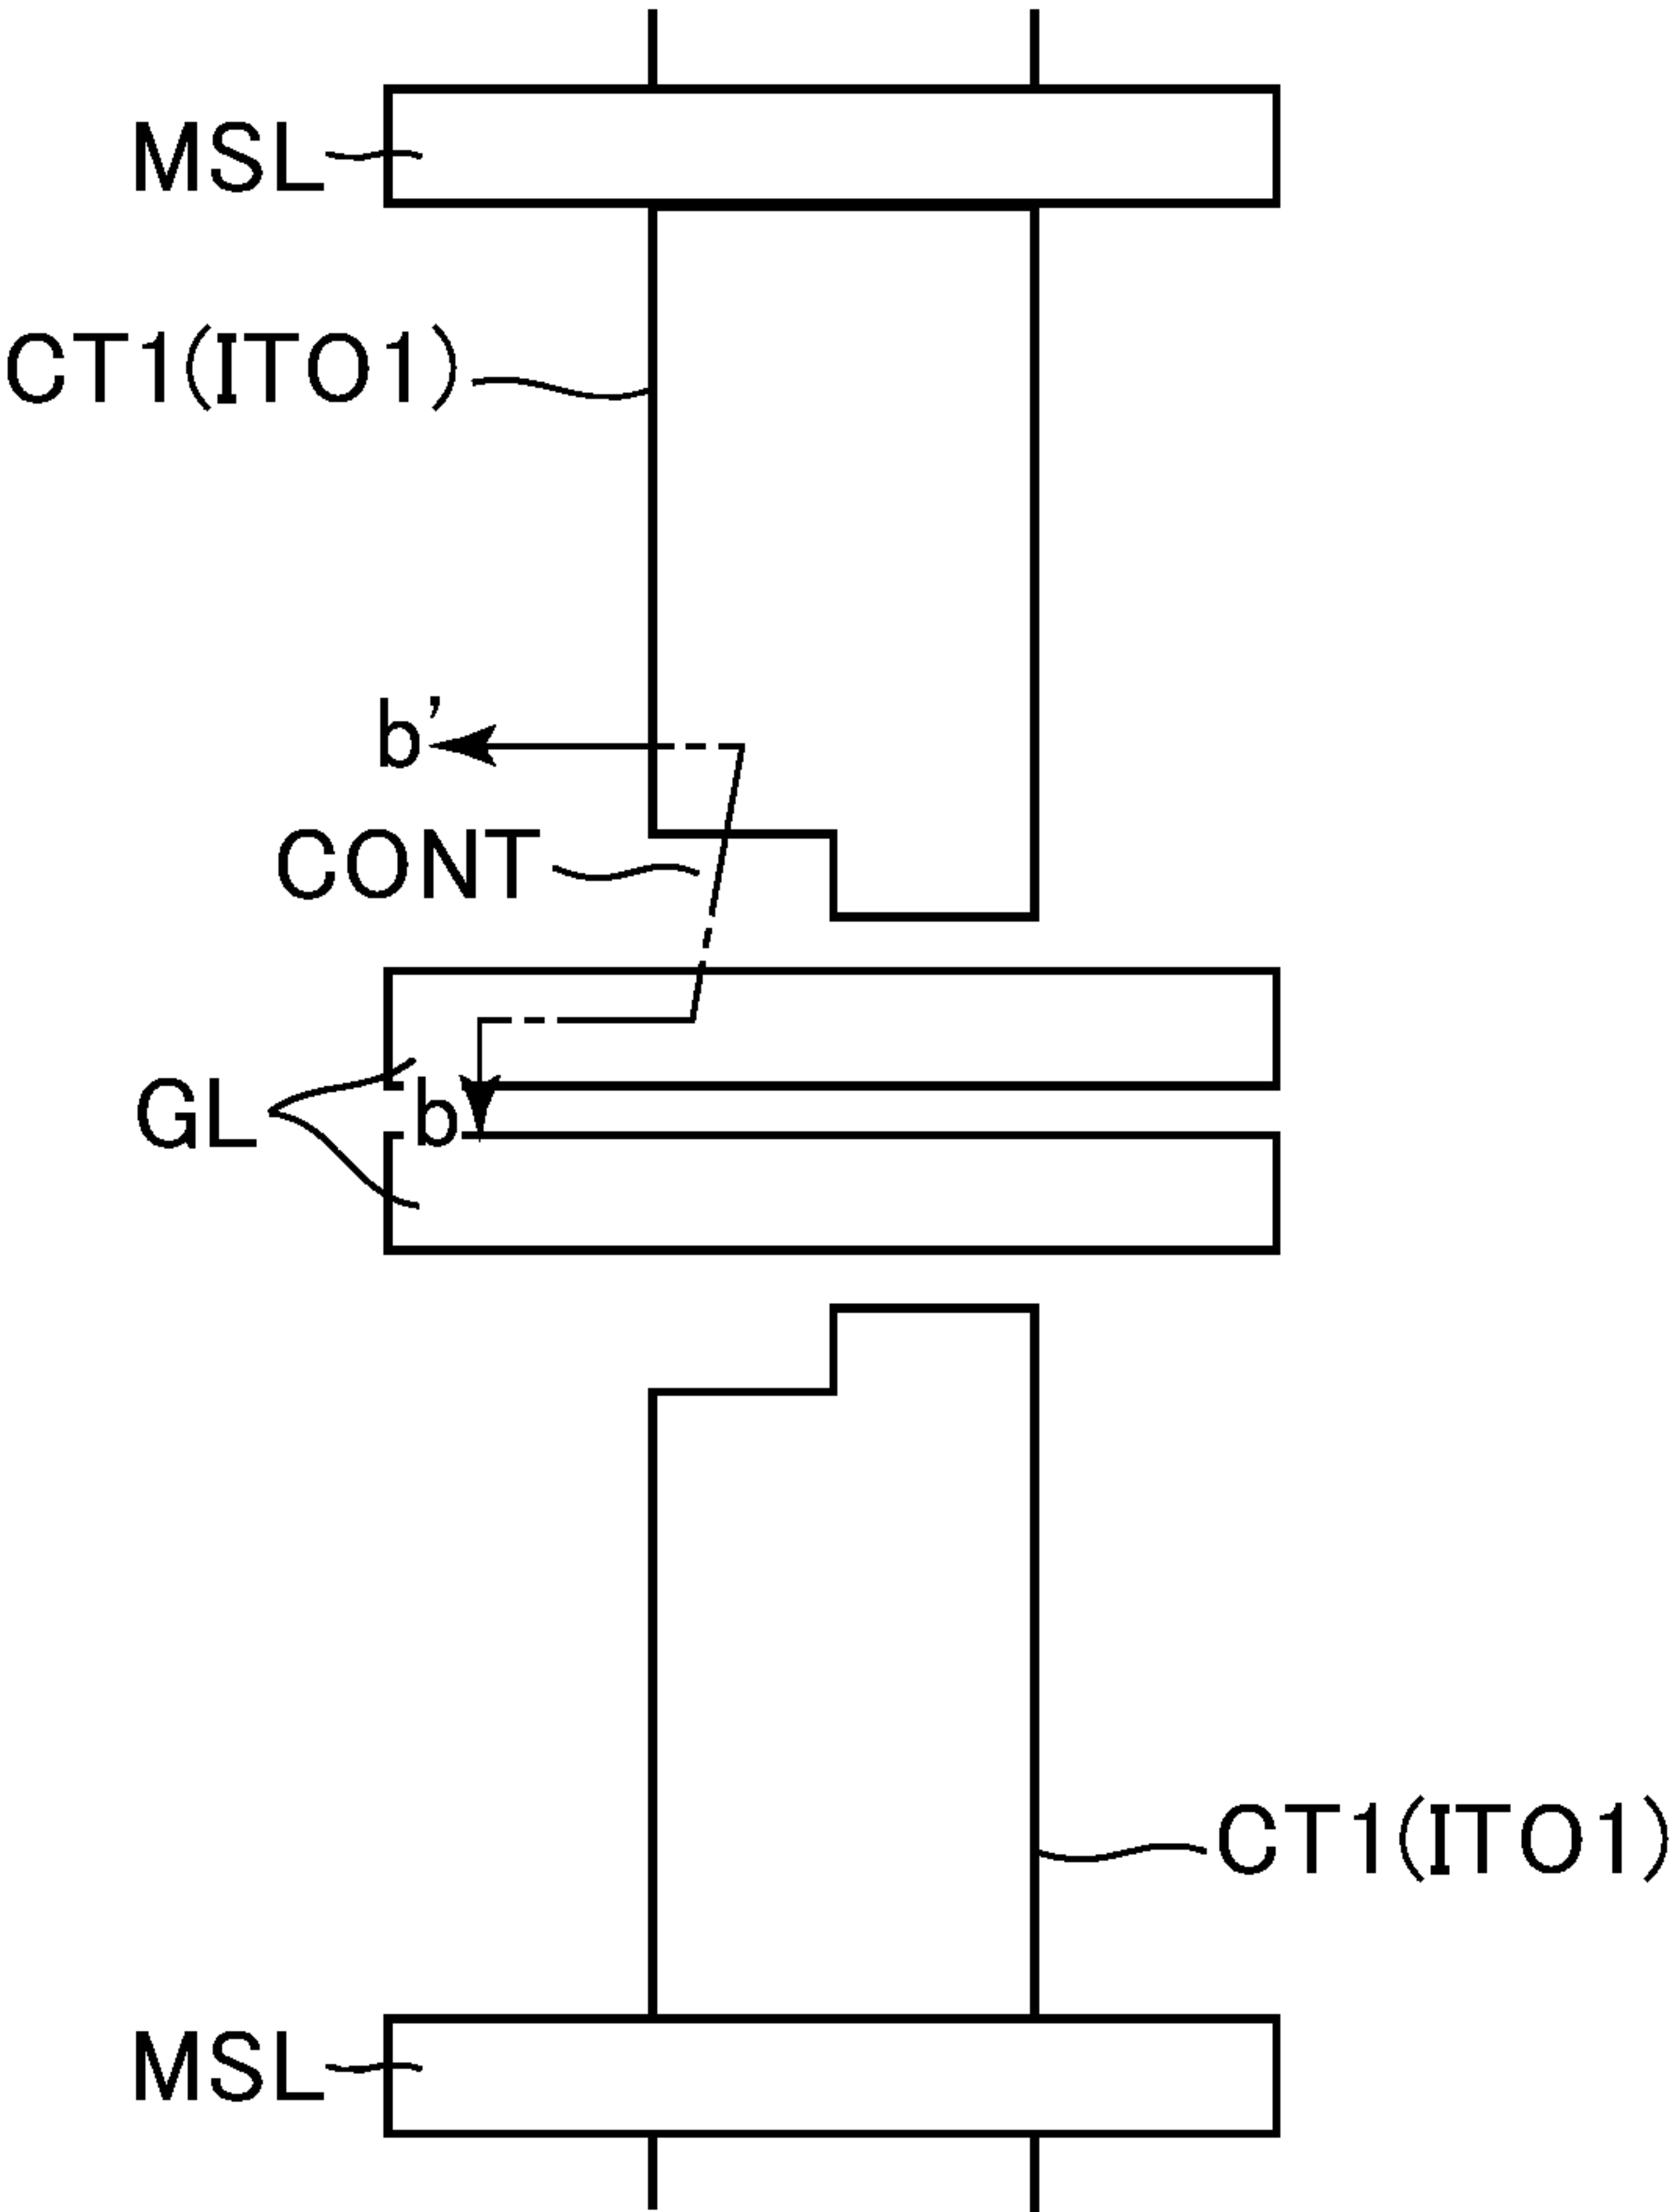 MSL
CT1(ITO1)
b'
CONT
GL
b
CT1(ITO1)
MSL